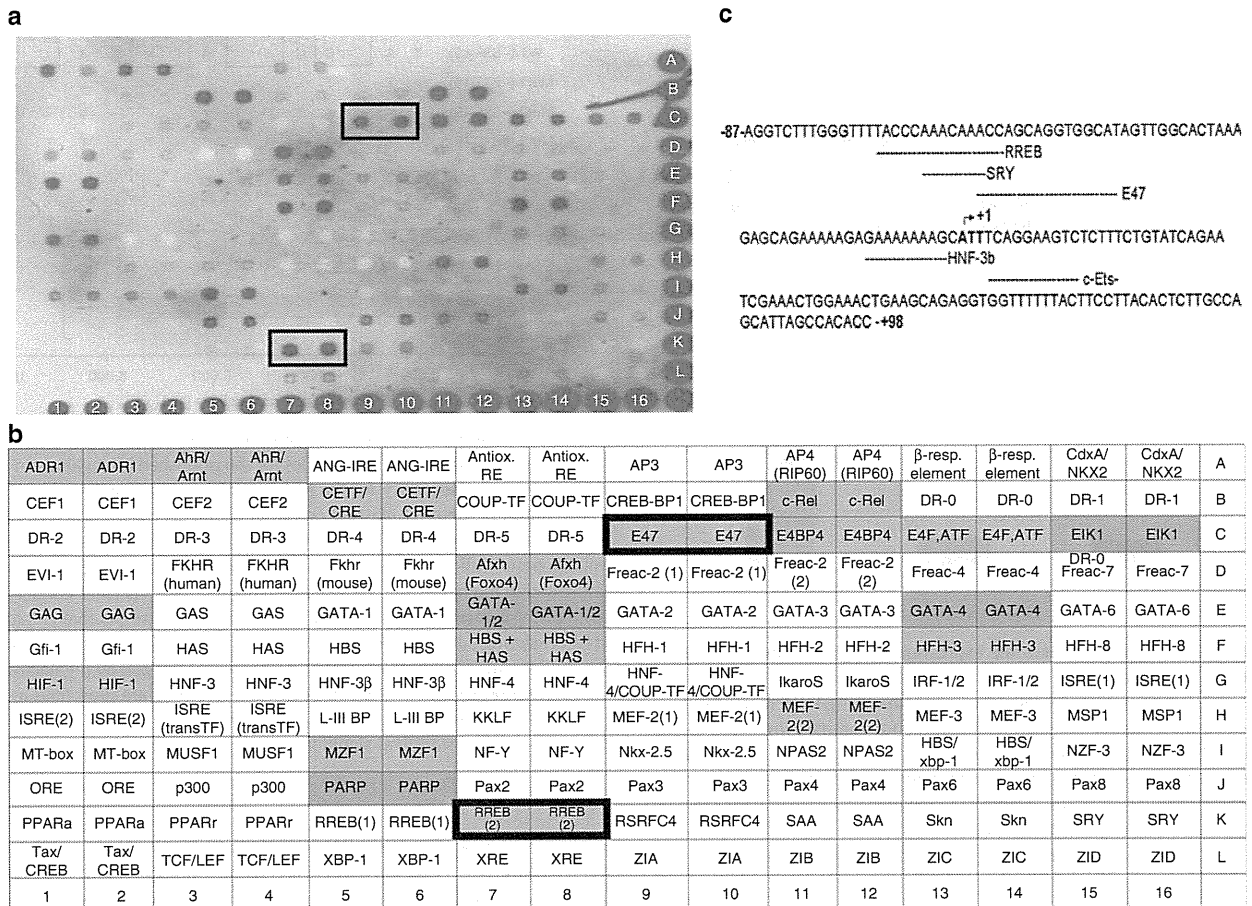 a
A
B
C
D
E
F
G
H
I
J
K
L
1 2 3 4 5 6 7 8 9 10 11 12 13 14 15 16
c
-87-AGGTCTTTGGGTTTTACCCAAACAAACCAGCAGGTGGCATAGTTGGCACTAAA
RREB
SRY
E47
+1
GAGCAGAAAAAGAGAAAAAAAGCATTTCAGGAAGTCTCTTTCTGTATCAGAA
HNF-3b
c-Ets-
TCGAAACTGGAAACTGAAGCAGAGGTGGTTTTTTACTTCCTTACACTCTTGCCA
GCATTAGCCACACC -+98
b
ADR1 ADR1 AhR/ Arnt AhR/ Arnt ANG-IRE ANG-IRE Antiox. RE Antiox. RE AP3 AP3 AP4 (RIP60) AP4 (RIP60) β-resp. element β-resp. element CdxA/ NKX2 CdxA/ NKX2 A
CEF1 CEF1 CEF2 CEF2 CETF/ CRE CETF/ CRE COUP-TF COUP-TF CREB-BP1 CREB-BP1 c-Rel c-Rel DR-0 DR-0 DR-1 DR-1 B
DR-2 DR-2 DR-3 DR-3 DR-4 DR-4 DR-5 DR-5 E47 E47 E4BP4 E4BP4 E4F,ATF E4F,ATF EIK1 EIK1 C
EVI-1 EVI-1 FKHR (human) FKHR (human) Fkhr (mouse) Fkhr (mouse) Afxh (Foxo4) Afxh (Foxo4) Freac-2 (1) Freac-2 (1) Freac-2 (2) Freac-2 (2) Freac-4 Freac-4 DR-0 Freac-7 Freac-7 D
GAG GAG GAS GAS GATA-1 GATA-1 GATA-1/2 GATA-1/2 GATA-2 GATA-2 GATA-3 GATA-3 GATA-4 GATA-4 GATA-6 GATA-6 E
Gfi-1 Gfi-1 HAS HAS HBS HBS HBS + HAS HBS + HAS HFH-1 HFH-1 HFH-2 HFH-2 HFH-3 HFH-3 HFH-8 HFH-8 F
HIF-1 HIF-1 HNF-3 HNF-3 HNF-3β HNF-3β HNF-4 HNF-4 HNF-4/COUP-TF HNF-4/COUP-TF IkaroS IkaroS IRF-1/2 IRF-1/2 ISRE(1) ISRE(1) G
ISRE(2) ISRE(2) ISRE (transTF) ISRE (transTF) L-III BP L-III BP KKLF KKLF MEF-2(1) MEF-2(1) MEF-2(2) MEF-2(2) MEF-3 MEF-3 MSP1 MSP1 H
MT-box MT-box MUSF1 MUSF1 MZF1 MZF1 NF-Y NF-Y Nkx-2.5 Nkx-2.5 NPAS2 NPAS2 HBS/ xbp-1 HBS/ xbp-1 NZF-3 NZF-3 I
ORE ORE p300 p300 PARP PARP Pax2 Pax2 Pax3 Pax3 Pax4 Pax4 Pax6 Pax6 Pax8 Pax8 J
PPARa PPARa PPARr PPARr RREB(1) RREB(1) RREB (2) RREB (2) RSRFC4 RSRFC4 SAA SAA Skn Skn SRY SRY K
Tax/ CREB Tax/ CREB TCF/LEF TCF/LEF XBP-1 XBP-1 XRE XRE ZIA ZIA ZIB ZIB ZIC ZIC ZID ZID L
1 2 3 4 5 6 7 8 9 10 11 12 13 14 15 16